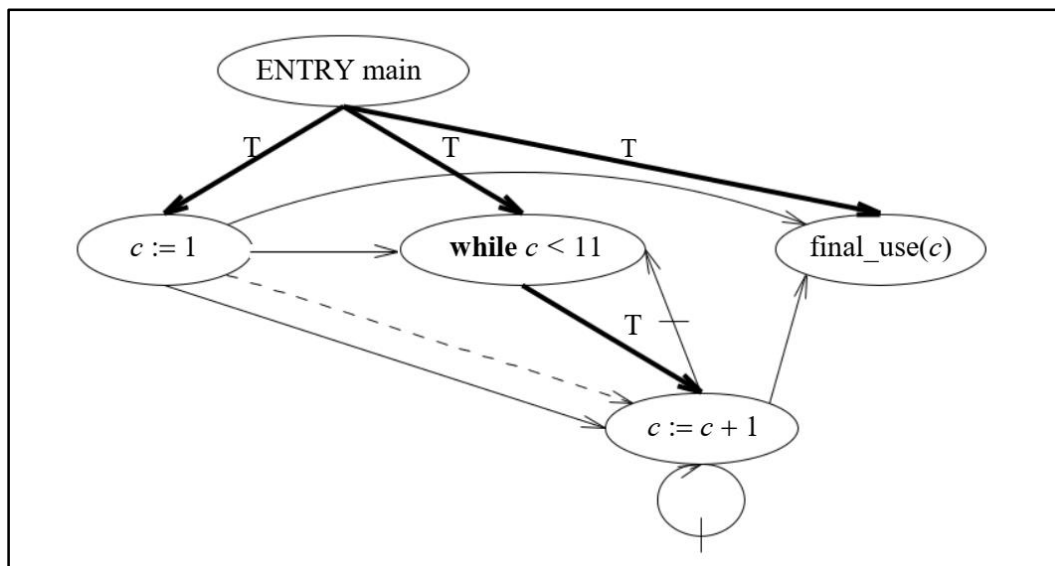 ENTRY main
T
T
T
c := 1
while c < 11
final_use(c)
T
c := c + 1